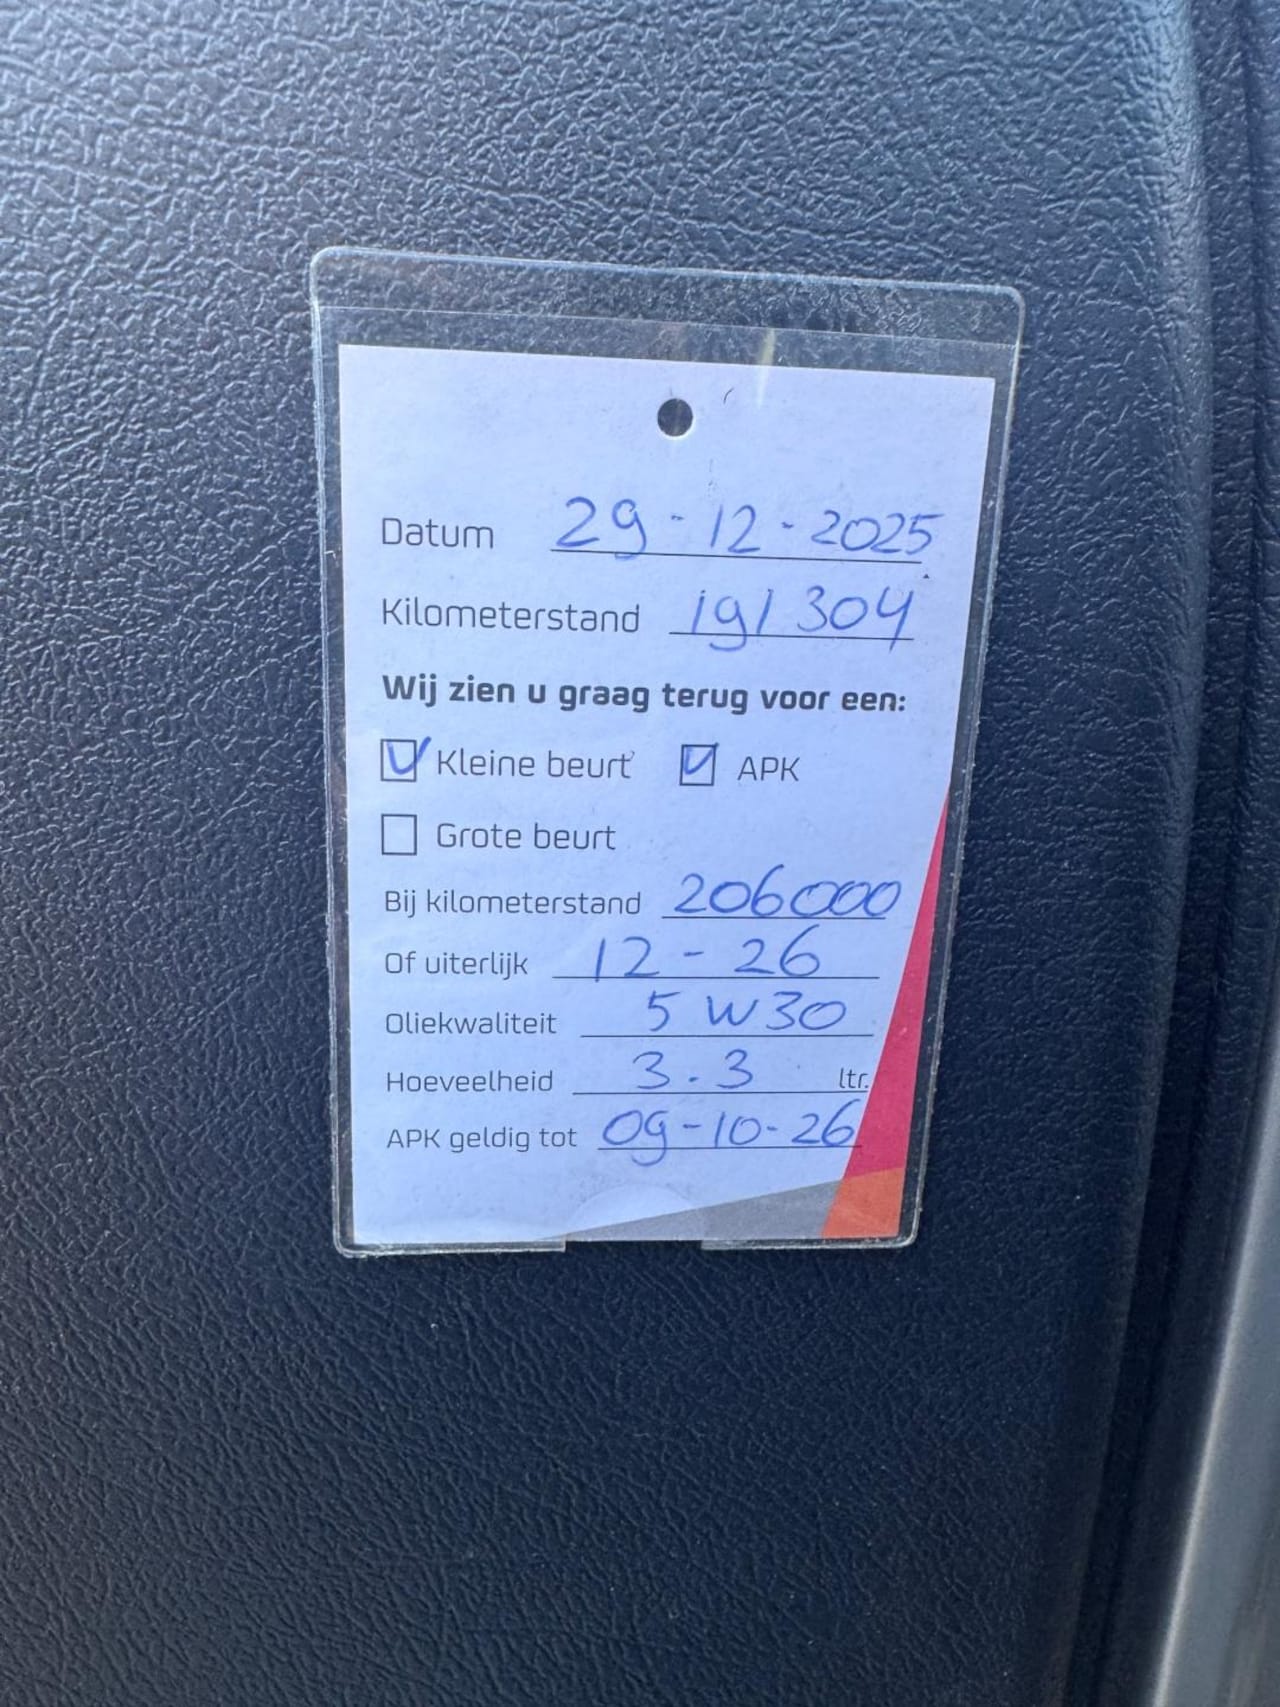 Datum 29-12-2025
Kilometerstand 191304
Wij zien u graag terug voor een:
Kleine beurt APK
Grote beurt
Bij kilometerstand 206000
Of uiterlijk 12-26
Oliekwaliteit 5W30
Hoeveelheid 3.3 ltr.
APK geldig tot 09-10-26